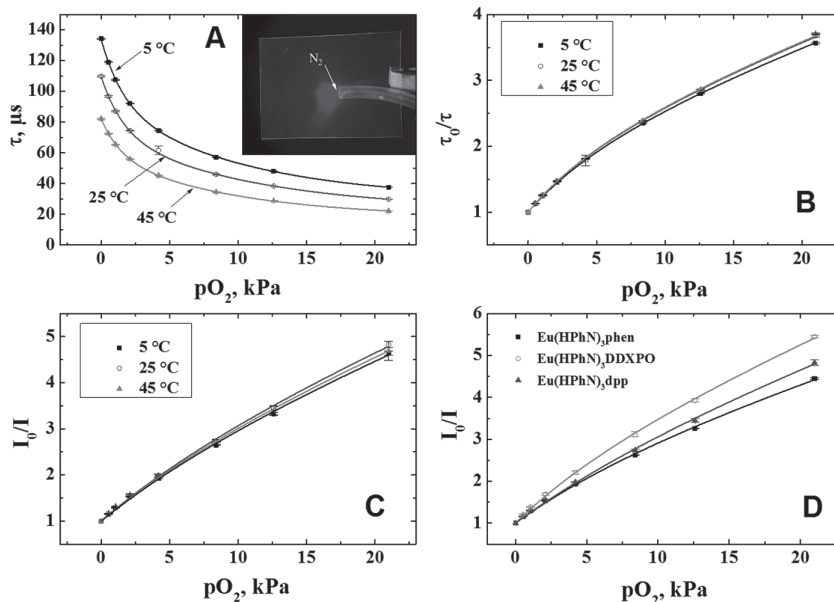 A
N₂
5 °C
25 °C
45 °C
τ, μs
140
120
100
80
60
40
20
0
0 5 10 15 20
pO₂, kPa
5 °C
25 °C
45 °C
B
τ₀/τ
4
3
2
1
0 5 10 15 20
pO₂, kPa
5 °C
25 °C
45 °C
C
I₀/I
5
4
3
2
1
0 5 10 15 20
pO₂, kPa
Eu(HPhN)₃phen
Eu(HPhN)₃DDXPO
Eu(HPhN)₃dpp
D
I₀/I
6
5
4
3
2
1
0 5 10 15 20
pO₂, kPa